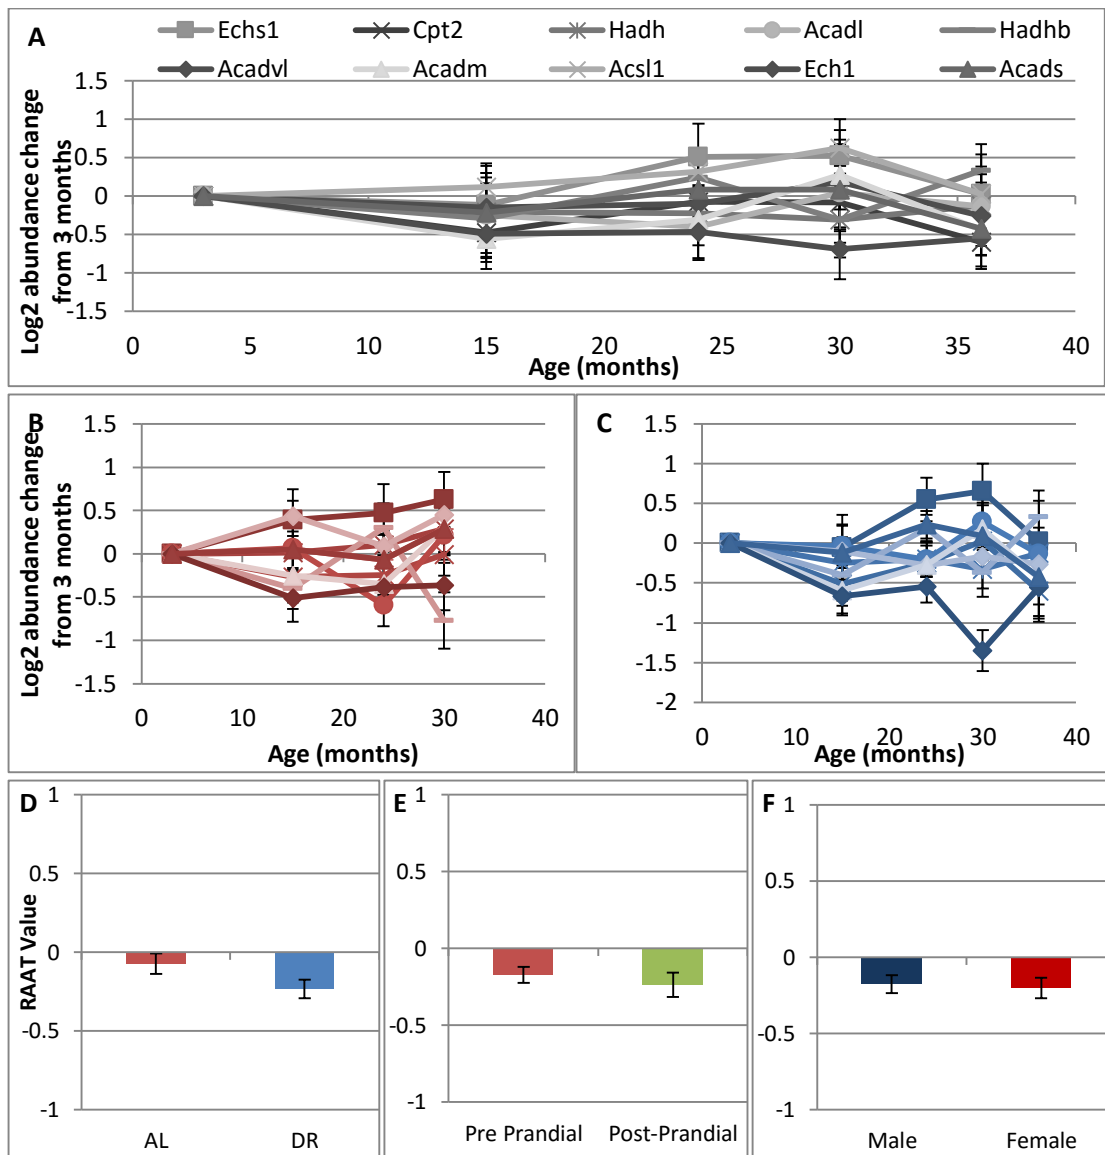 A
Echs1 Cpt2 Hadh Acadl Hadhb
Acadvl Acadm Acsl1 Ech1 Acads
Log2 abundance change
from 3 months
1.5
1
0.5
0
-0.5
-1
-1.5
0 5 10 15 20 25 30 35 40
Age (months)
B
Log2 abundance change
from 3 months
1.5
1
0.5
0
-0.5
-1
-1.5
0 10 20 30 40
Age (months)
C
1.5
1
0.5
0
-0.5
-1
-1.5
-2
0 10 20 30 40
Age (months)
D
RAAT Value
1
0.5
0
-0.5
-1
AL DR
E
1
0.5
0
-0.5
-1
Pre Prandial Post-Prandial
F
1
0.5
0
-0.5
-1
Male Female